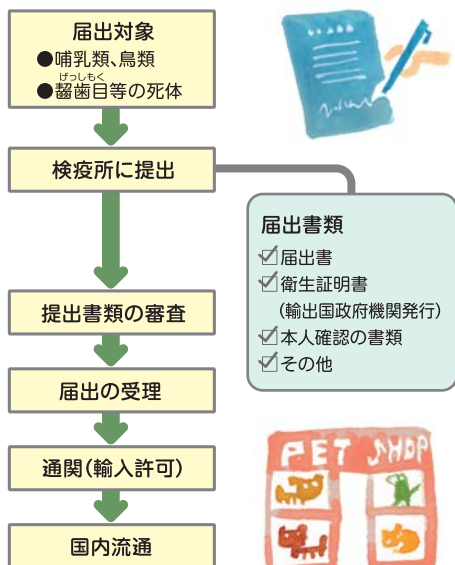 届出対象
●哺乳類、鳥類
げっしもく
●齧歯目等の死体
検疫所に提出
届出書類
☑届出書
☑衛生証明書
(輸出国政府機関発行)
☑本人確認の書類
☑その他
提出書類の審査
届出の受理
通関(輸入許可)
国内流通
PET SHOP